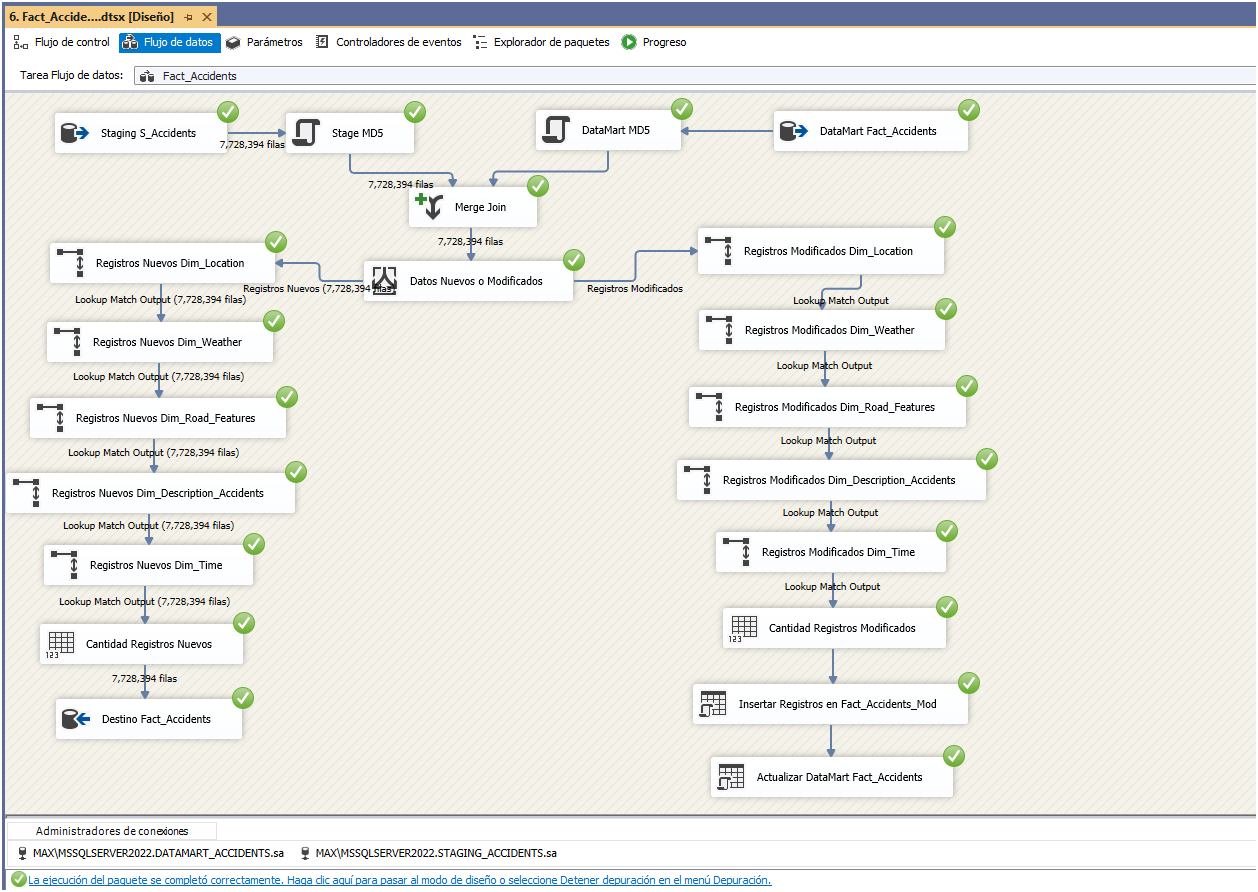 6. Fact_Accide....dtsx [Diseño]
Flujo de control
Flujo de datos
Parámetros
Controladores de eventos
Explorador de paquetes
Progreso
Tarea Flujo de datos:
Fact_Accidents
Staging S_Accidents
7,728,394 filas
Stage MD5
DataMart MD5
DataMart Fact_Accidents
7,728,394 filas
Merge Join
7,728,394 filas
Registros Nuevos Dim_Location
Registros Nuevos (7,728,394 filas)
Datos Nuevos o Modificados
Registros Modificados
Registros Modificados Dim_Location
Lookup Match Output (7,728,394 filas)
Lookup Match Output
Registros Nuevos Dim_Weather
Registros Modificados Dim_Weather
Lookup Match Output (7,728,394 filas)
Lookup Match Output
Registros Nuevos Dim_Road_Features
Registros Modificados Dim_Road_Features
Lookup Match Output (7,728,394 filas)
Lookup Match Output
Registros Nuevos Dim_Description_Accidents
Registros Modificados Dim_Description_Accidents
Lookup Match Output (7,728,394 filas)
Lookup Match Output
Registros Nuevos Dim_Time
Registros Modificados Dim_Time
Lookup Match Output (7,728,394 filas)
Lookup Match Output
123
Cantidad Registros Nuevos
123
Cantidad Registros Modificados
7,728,394 filas
Destino Fact_Accidents
Insertar Registros en Fact_Accidents_Mod
Actualizar DataMart Fact_Accidents
Administradores de conexiones
MAX\MSSQLSERVER2022.DATAMART_ACCIDENTS.sa
MAX\MSSQLSERVER2022.STAGING_ACCIDENTS.sa
La ejecución del paquete se completó correctamente. Haga clic aquí para pasar al modo de diseño o seleccione Detener depuración en el menú Depuración.